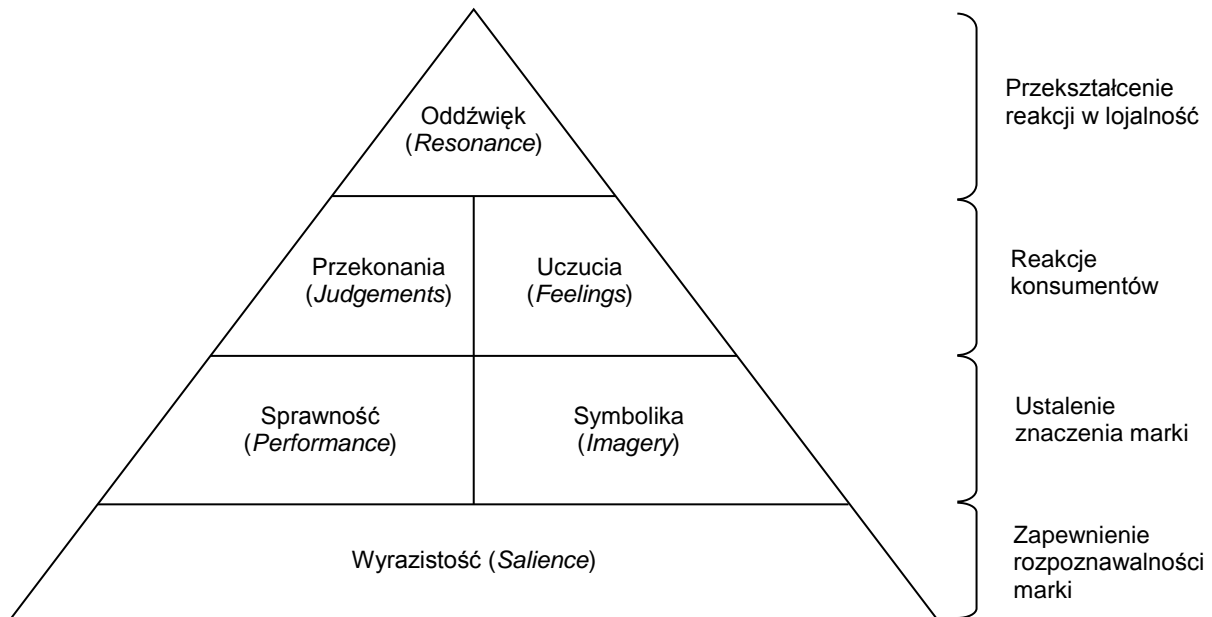 Oddźwięk
(Resonance)
Przekształcenie
reakcji w lojalność
Przekonania
(Judgements)
Uczucia
(Feelings)
Reakcje
konsumentów
Sprawność
(Performance)
Symbolika
(Imagery)
Ustalenie
znaczenia marki
Wyrazistość (Salience)
Zapewnienie
rozpoznawalności
marki